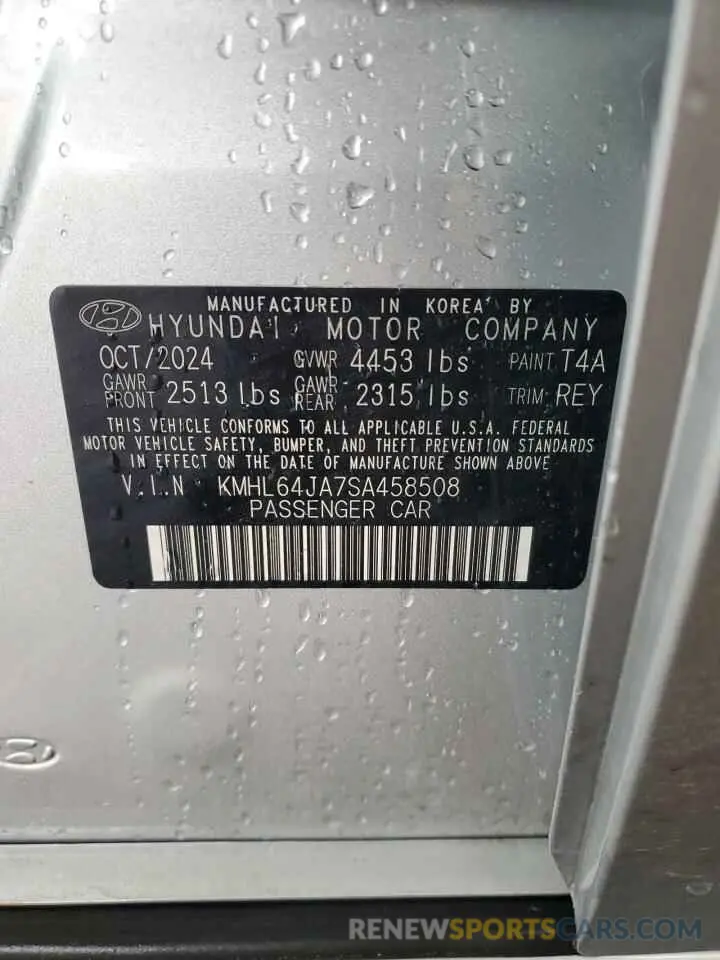 MANUFACTURED IN KOREA BY
HYUNDAI MOTOR COMPANY
OCT/2024 GVWR 4453 lbs PAINT T4A
GAWR FRONT 2513 lbs GAWR REAR 2315 lbs TRIM REY
THIS VEHICLE CONFORMS TO ALL APPLICABLE U.S.A. FEDERAL
MOTOR VEHICLE SAFETY, BUMPER, AND THEFT PREVENTION STANDARDS
IN EFFECT ON THE DATE OF MANUFACTURE SHOWN ABOVE
V.I.N KMHL64JA7SA458508
PASSENGER CAR
RENEWSPORTSCARS.COM